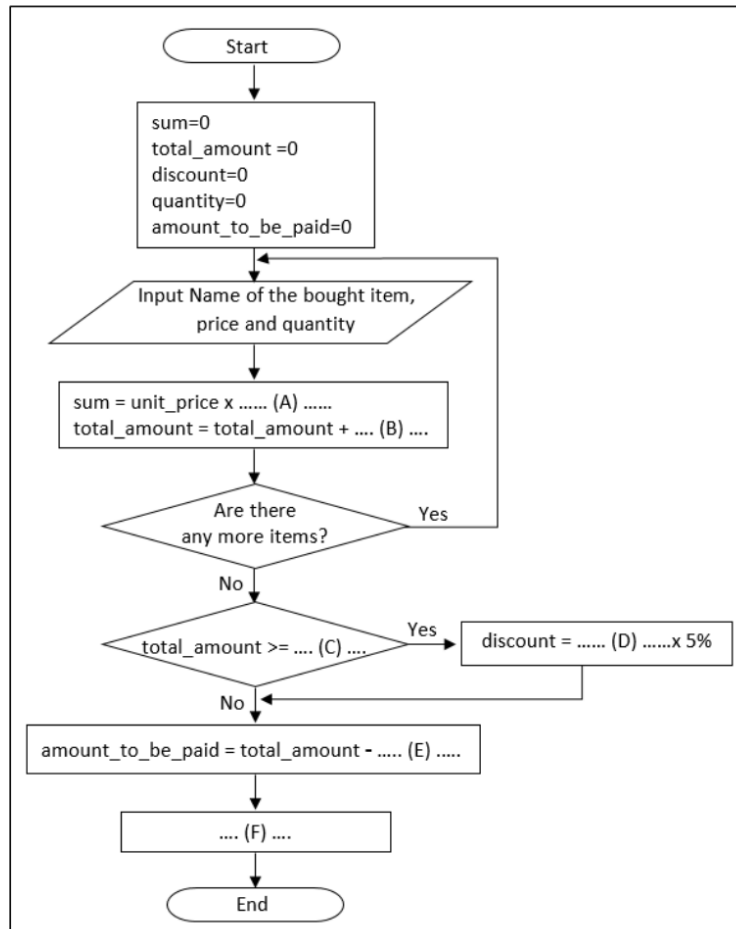 Start
sum=0
total_amount =0
discount=0
quantity=0
amount_to_be_paid=0
Input Name of the bought item,
price and quantity
sum = unit_price x ...... (A) ......
total_amount = total_amount + .... (B) ....
Are there
any more items?
Yes
No
total_amount >= .... (C) ....
Yes
discount = ...... (D) ......x 5%
No
amount_to_be_paid = total_amount - ..... (E) .....
.... (F) ....
End